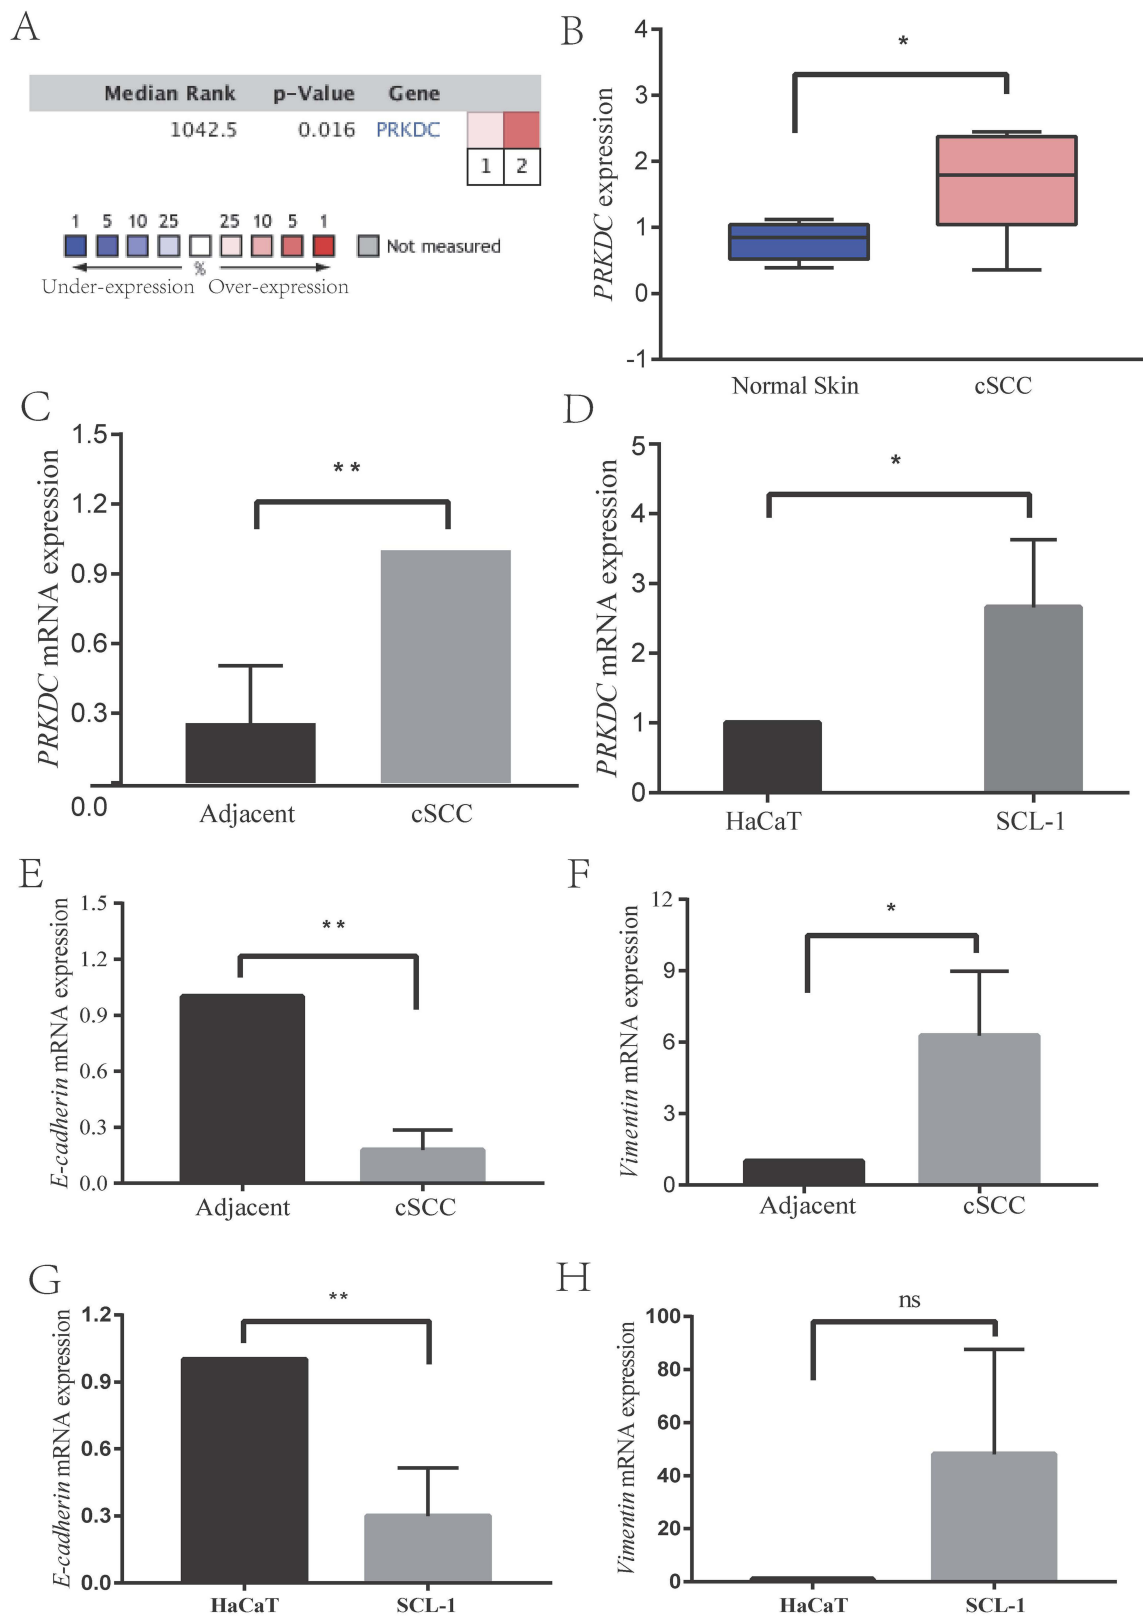 A
Median Rank p-Value Gene
1042.5 0.016 PRKDC
1 2
1 5 10 25 25 10 5 1
Not measured
%
Under-expression Over-expression
B
*
PRKDC expression
4
3
2
1
0
-1
Normal Skin cSCC
C
**
PRKDC mRNA expression
1.5
1.2
0.9
0.6
0.3
0.0
Adjacent cSCC
D
*
PRKDC mRNA expression
5
4
3
2
1
0
HaCaT SCL-1
E
**
E-cadherin mRNA expression
1.5
1.2
0.9
0.6
0.3
0.0
Adjacent cSCC
F
*
Vimentin mRNA expression
12
9
6
3
0
Adjacent cSCC
G
**
E-cadherin mRNA expression
1.2
0.9
0.6
0.3
0.0
HaCaT SCL-1
H
ns
Vimentin mRNA expression
100
80
60
40
20
0
HaCaT SCL-1